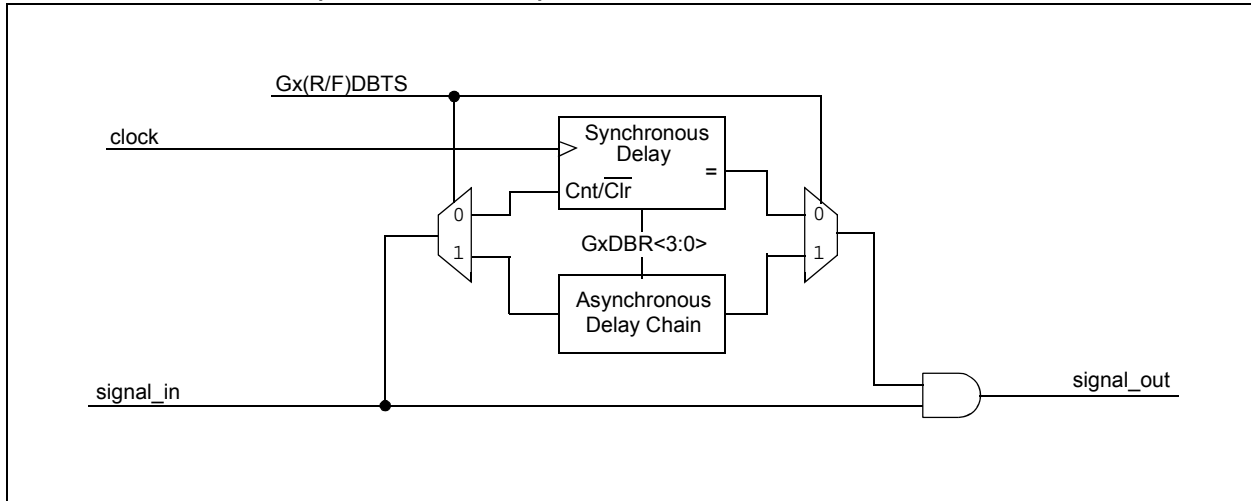 Gx(R/F)DBTS
clock
Synchronous
Delay
=
Cnt/Clr
0
0
GxDBR<3:0>
1
1
Asynchronous
Delay Chain
signal_in
signal_out